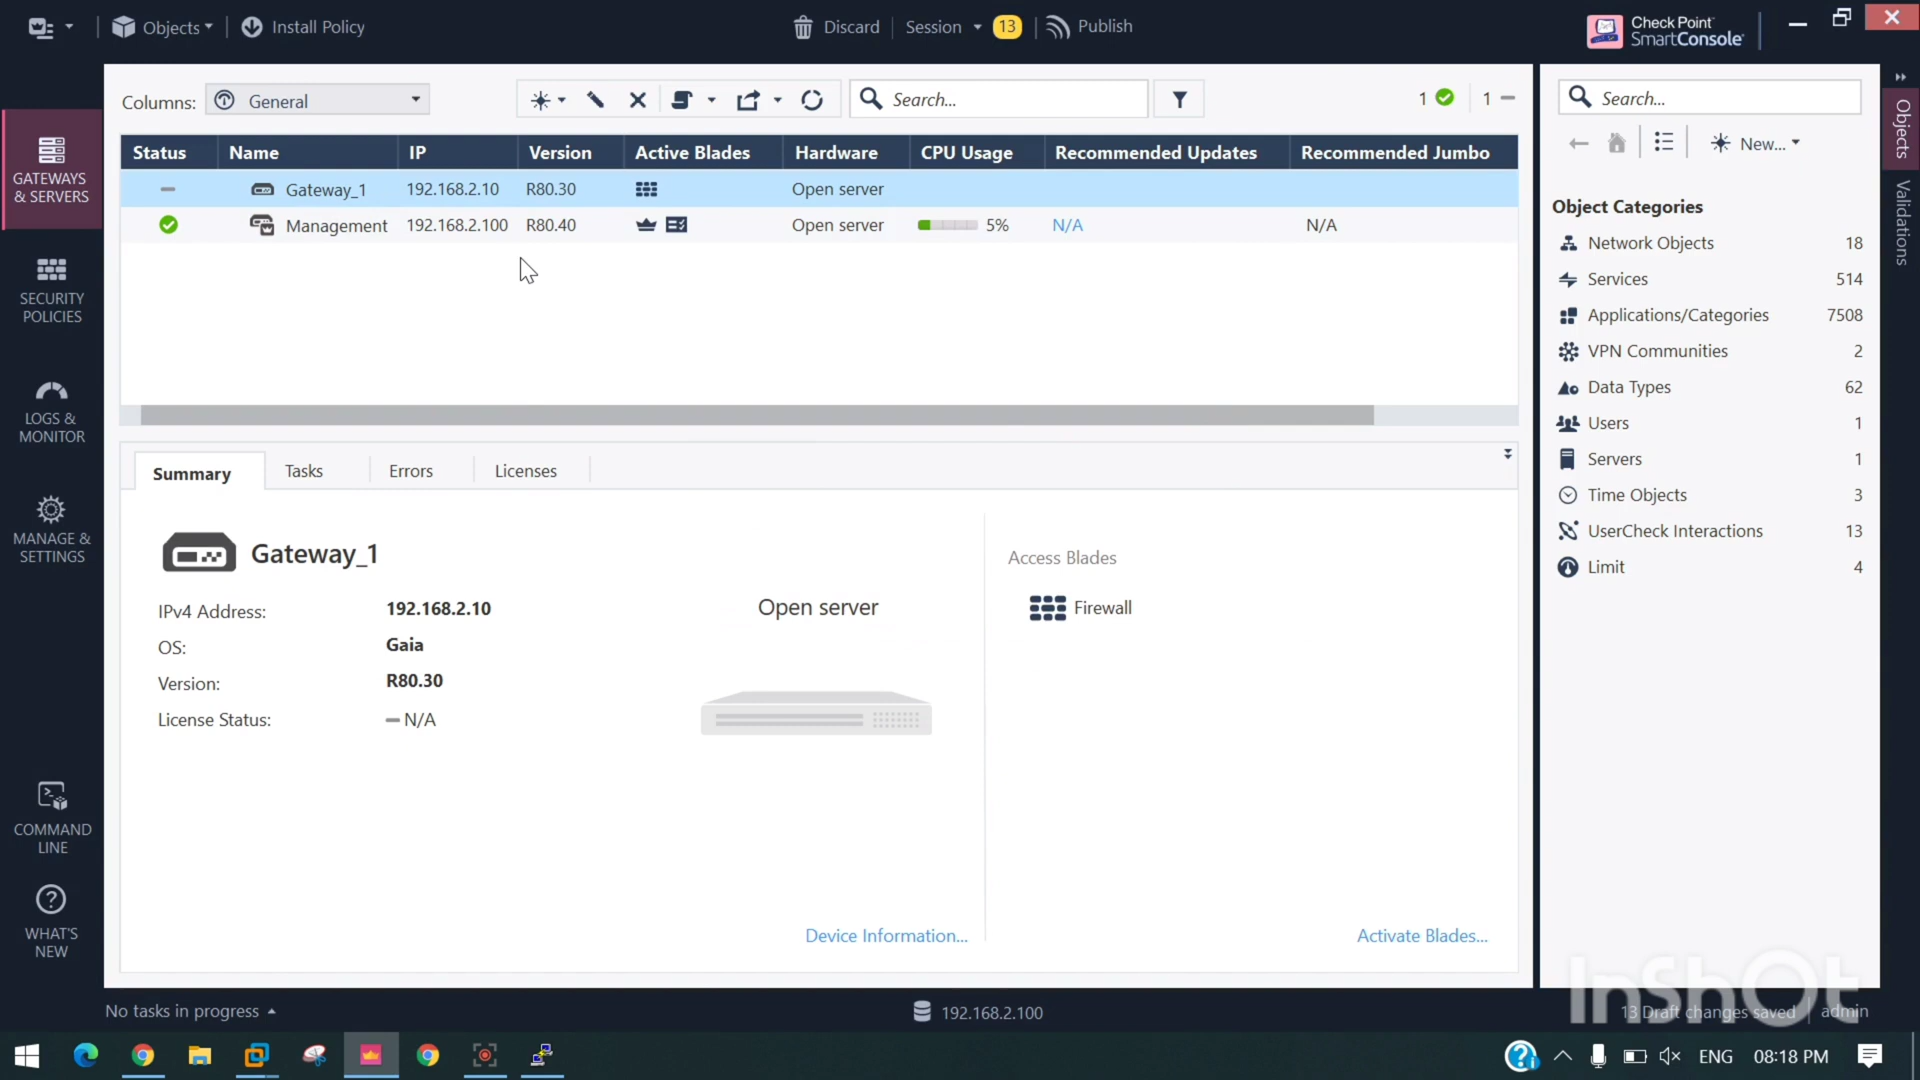 Objects
Install Policy
Discard
Session
13
Publish
Check Point
SmartConsole
GATEWAYS
& SERVERS
SECURITY
POLICIES
LOGS &
MONITOR
MANAGE &
SETTINGS
COMMAND
LINE
WHAT'S
NEW
Columns: General
Search...
1
1
Status Name IP Version Active Blades Hardware CPU Usage Recommended Updates Recommended Jumbo
Gateway_1 192.168.2.10 R80.30 Open server
Management 192.168.2.100 R80.40 Open server 5% N/A N/A
Summary Tasks Errors Licenses
Gateway_1
IPv4 Address: 192.168.2.10
OS: Gaia
Version: R80.30
License Status: N/A
Open server
Device Information...
Access Blades
Firewall
Activate Blades...
Search...
New...
Object Categories
Network Objects 18
Services 514
Applications/Categories 7508
VPN Communities 2
Data Types 62
Users 1
Servers 1
Time Objects 3
UserCheck Interactions 13
Limit 4
Objects
Validations
InShOt
No tasks in progress
192.168.2.100
13 Draft changes saved
admin
ENG
08:18 PM